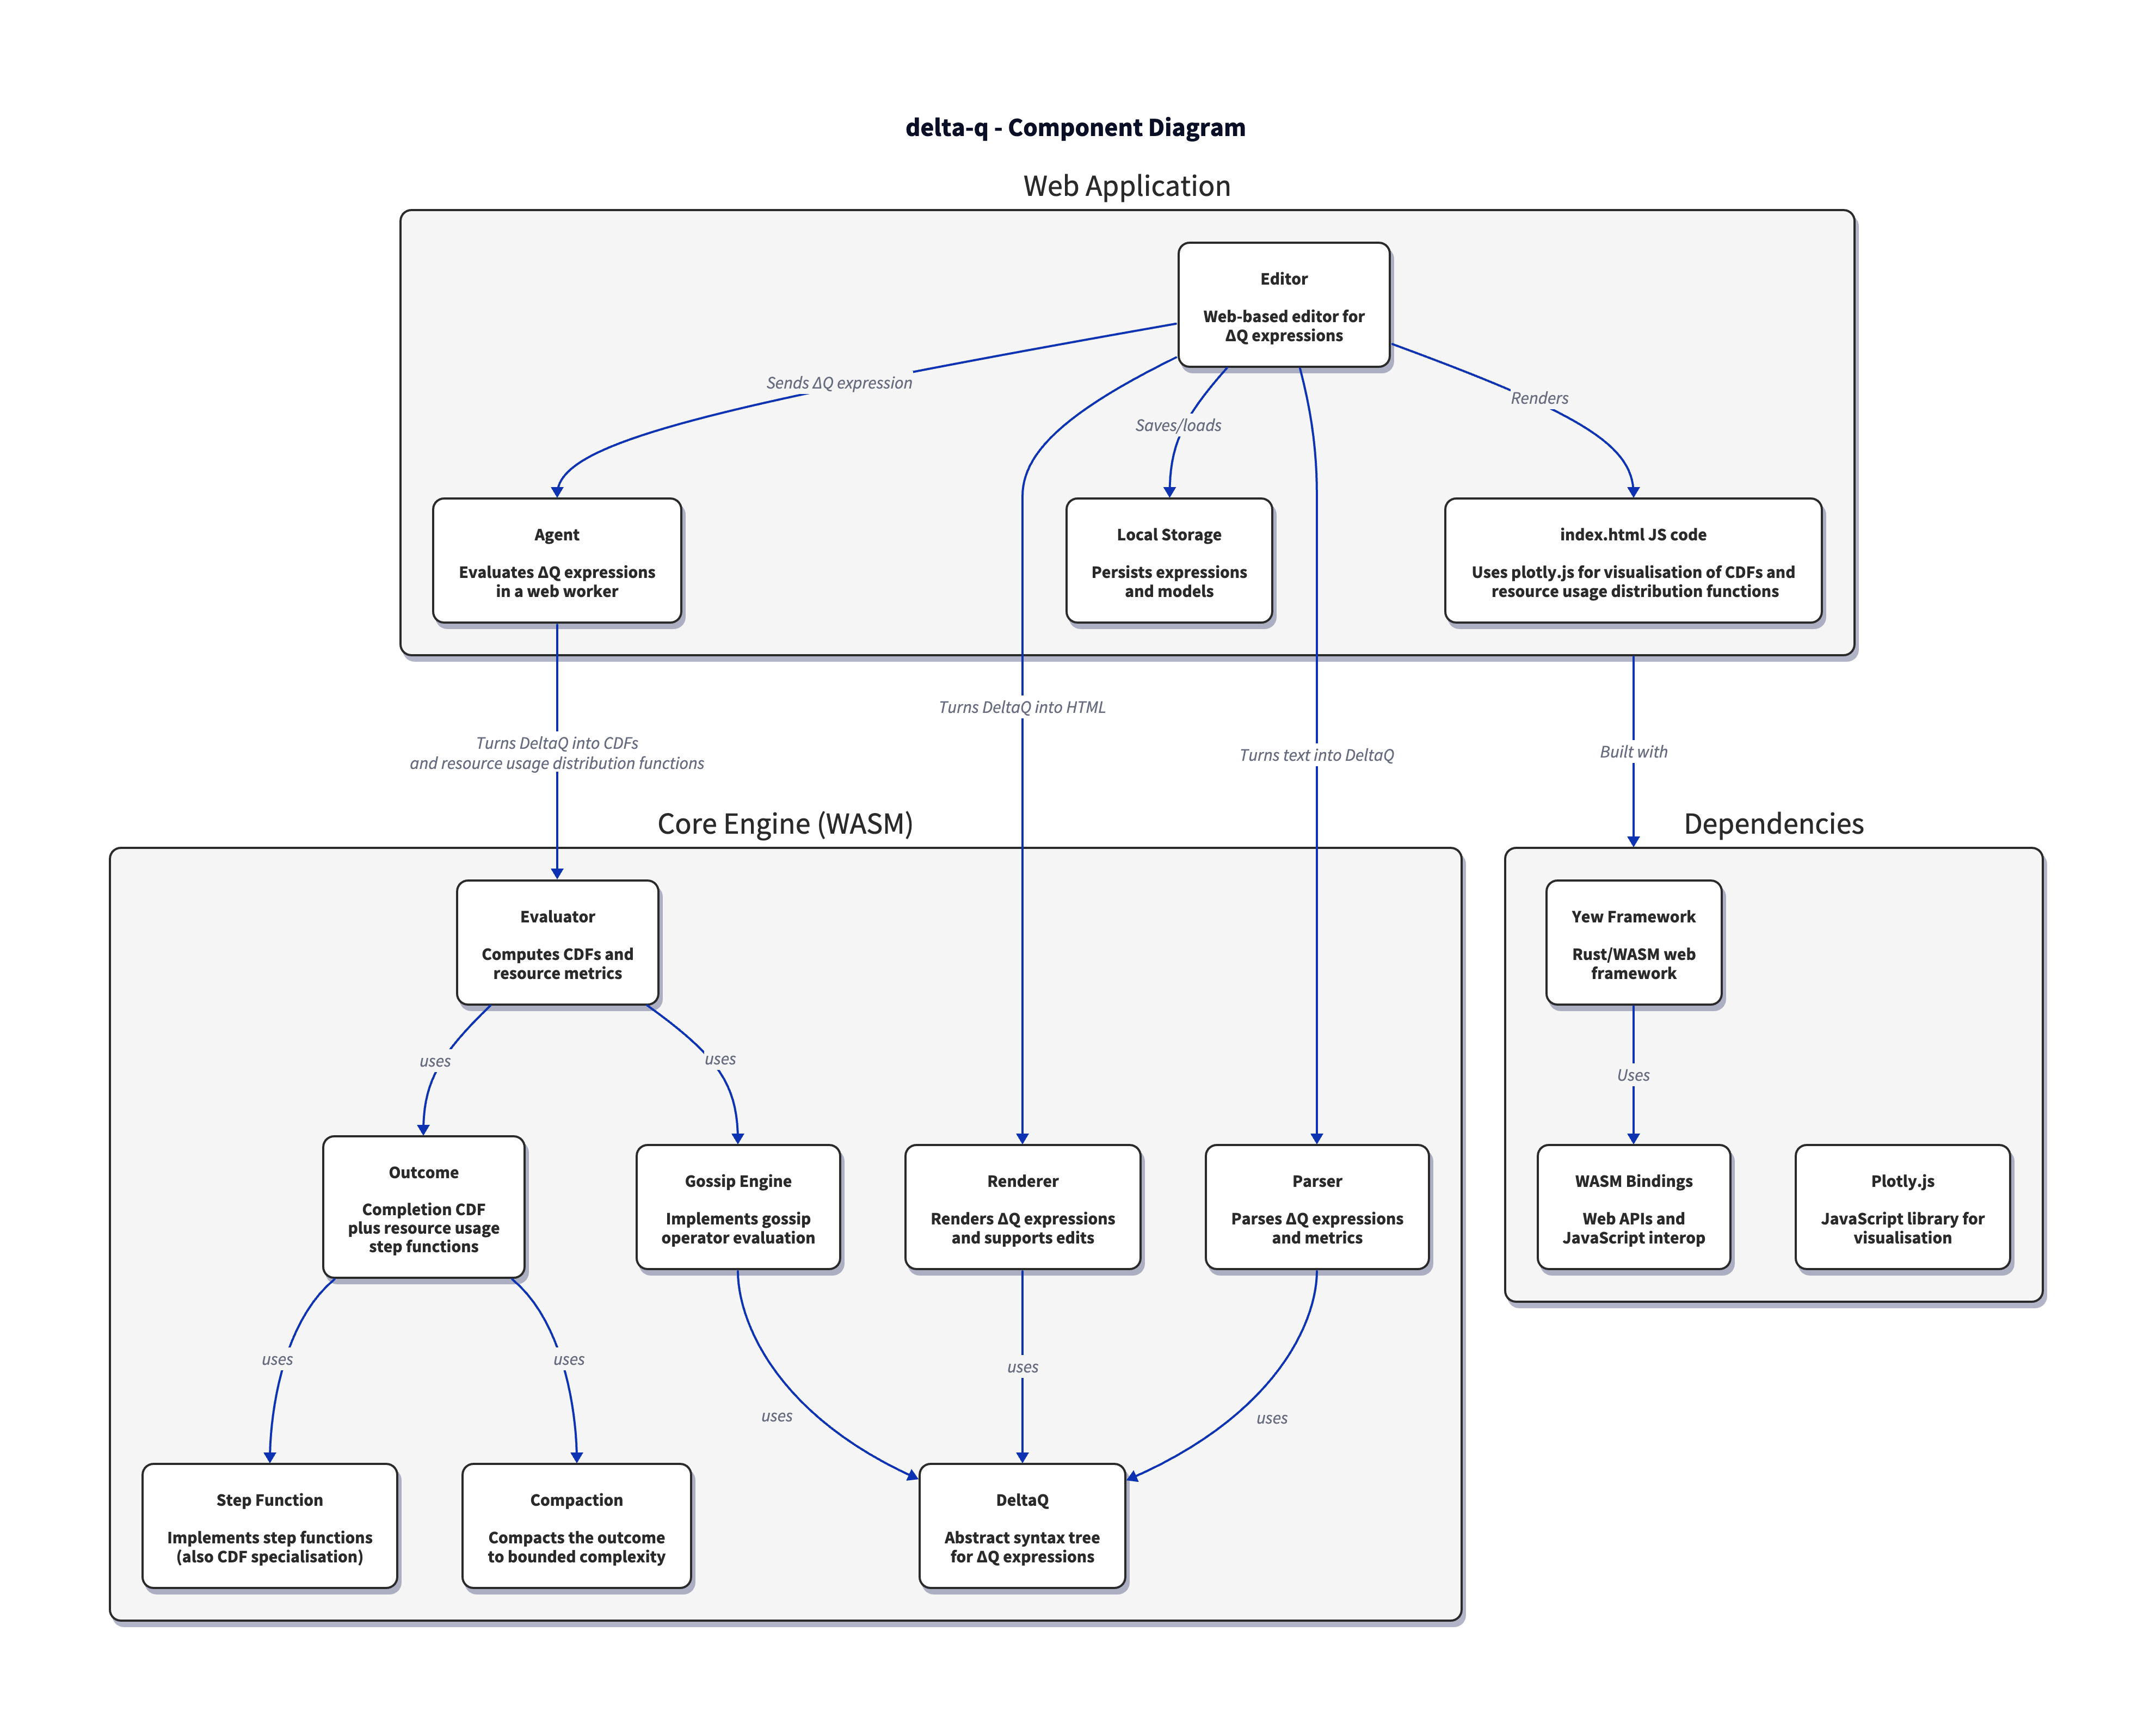 delta-q - Component Diagram
Web Application
Editor
Web-based editor for
ΔQ expressions
Sends ΔQ expression
Saves/loads
Renders
Agent
Evaluates ΔQ expressions
in a web worker
Local Storage
Persists expressions
and models
index.html JS code
Uses plotly.js for visualisation of CDFs and
resource usage distribution functions
Turns DeltaQ into CDFs
and resource usage distribution functions
Turns DeltaQ into HTML
Turns text into DeltaQ
Built with
Core Engine (WASM)
Dependencies
Evaluator
Computes CDFs and
resource metrics
Yew Framework
Rust/WASM web
framework
uses
uses
Uses
Outcome
Completion CDF
plus resource usage
step functions
Gossip Engine
Implements gossip
operator evaluation
Renderer
Renders ΔQ expressions
and supports edits
Parser
Parses ΔQ expressions
and metrics
WASM Bindings
Web APIs and
JavaScript interop
Plotly.js
JavaScript library for
visualisation
uses
uses
uses
uses
uses
Step Function
Implements step functions
(also CDF specialisation)
Compaction
Compacts the outcome
to bounded complexity
DeltaQ
Abstract syntax tree
for ΔQ expressions